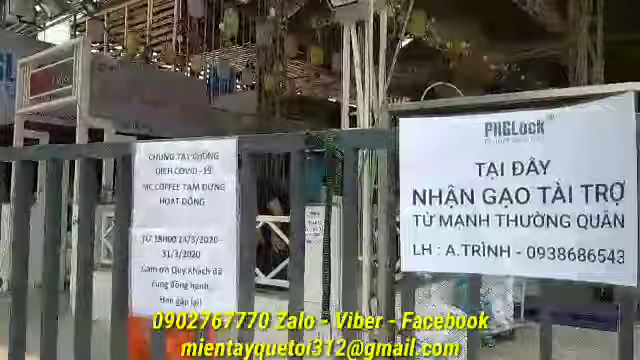 CHUNG TAY CHỐNG
DỊCH COVID -19
MC COFFEE TẠM DỪNG
HOẠT ĐỘNG
TỪ 18H00 24/3/2020 -
31/3/2020
Cảm ơn Quý khách đã
cùng đồng hành
Hẹn gặp lại!
PHGLock
TẠI ĐÂY
NHẬN GẠO TÀI TRỢ
TỪ MẠNH THƯỜNG QUÂN
LH : A.TRÌNH - 0938686543
0902767770 Zalo - Viber - Facebook
mientayquetoi312@gmail.com